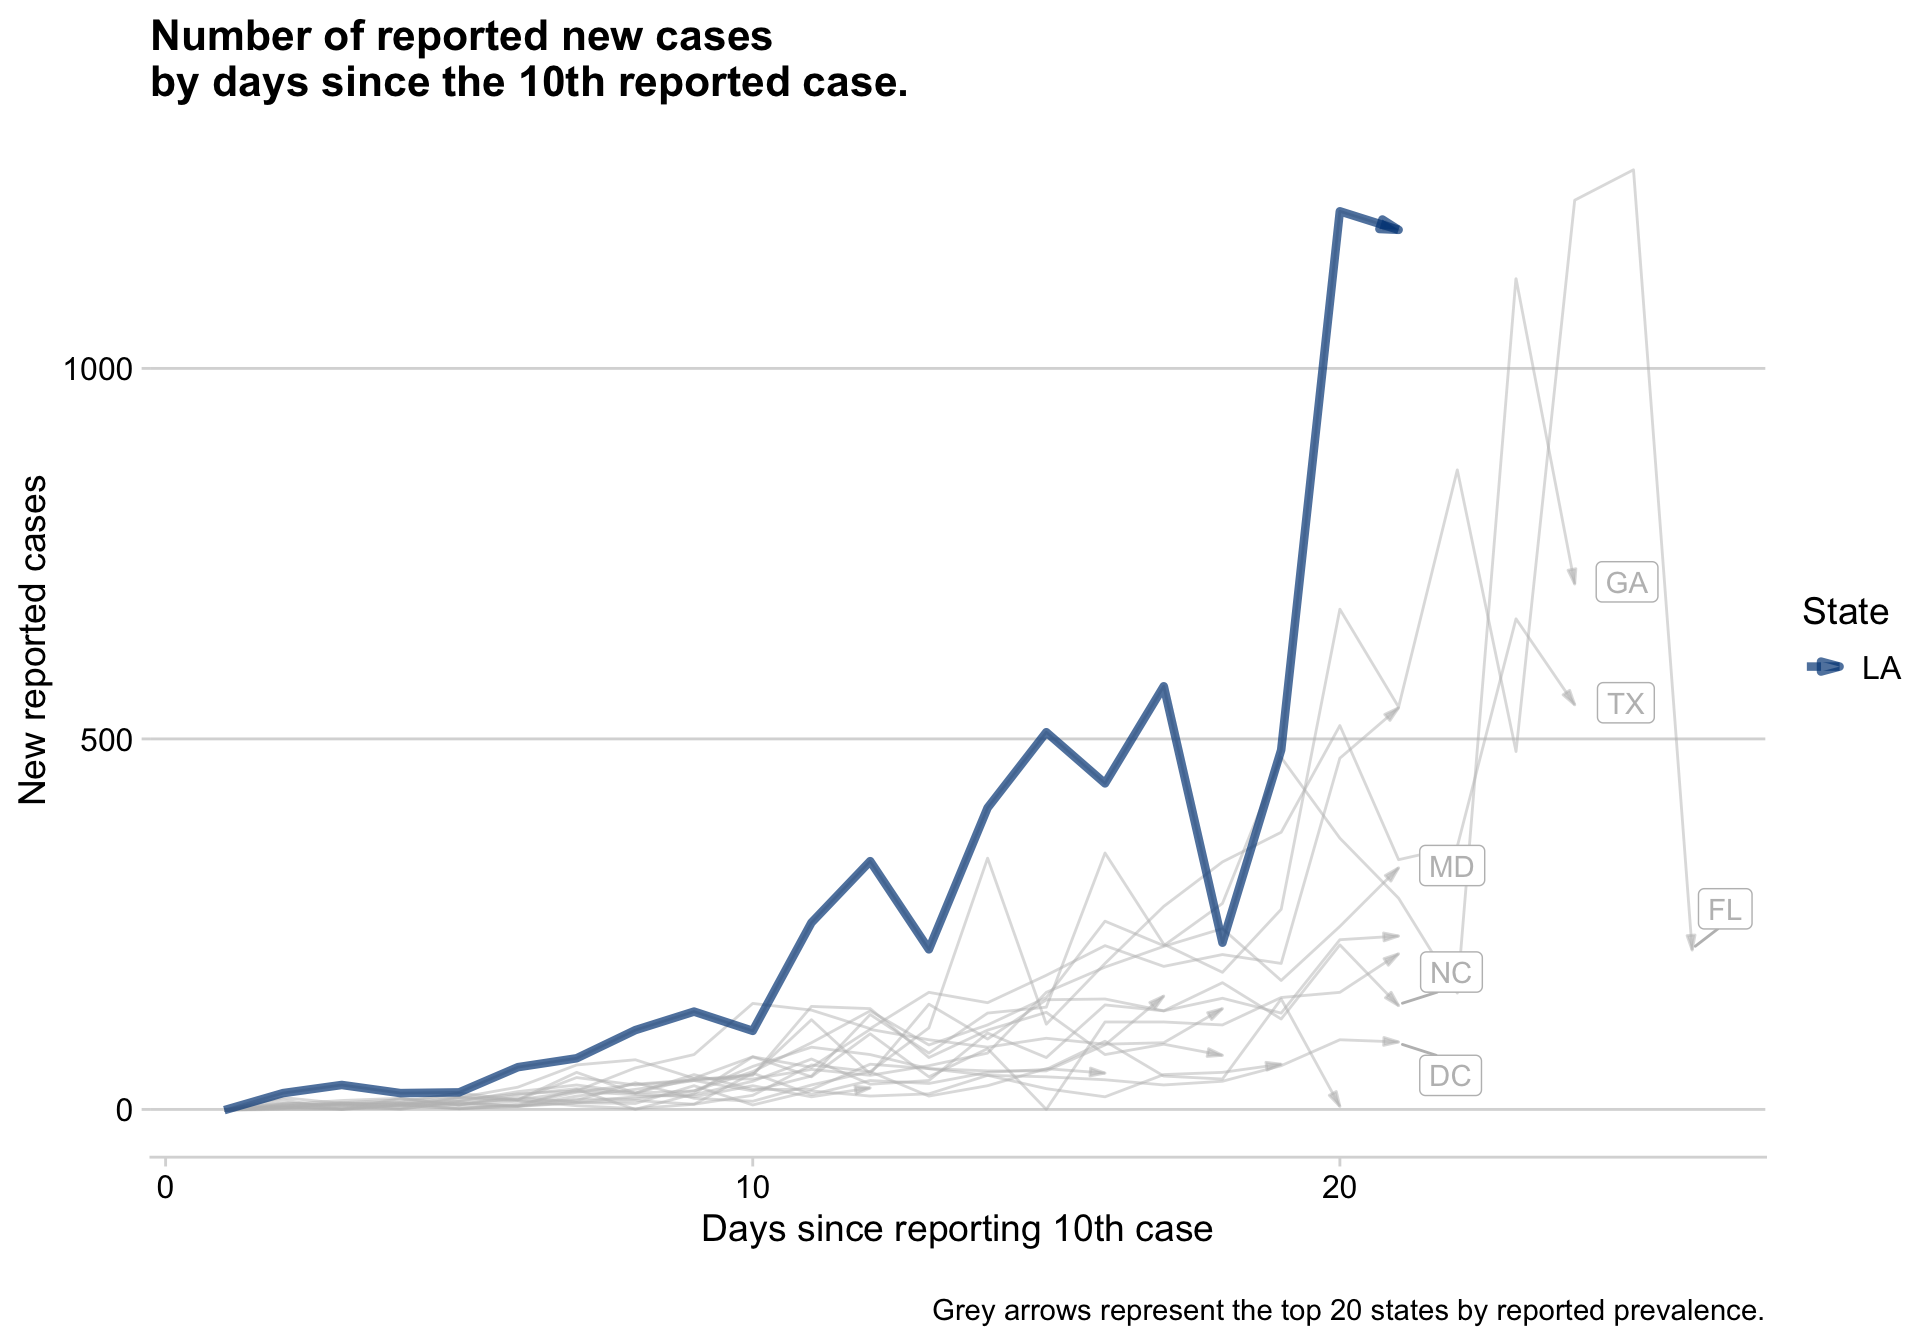 Number of reported new cases
by days since the 10th reported case.
New reported cases
1000
500
0
GA
TX
MD
FL
NC
DC
State
LA
0
10
20
Days since reporting 10th case
Grey arrows represent the top 20 states by reported prevalence.